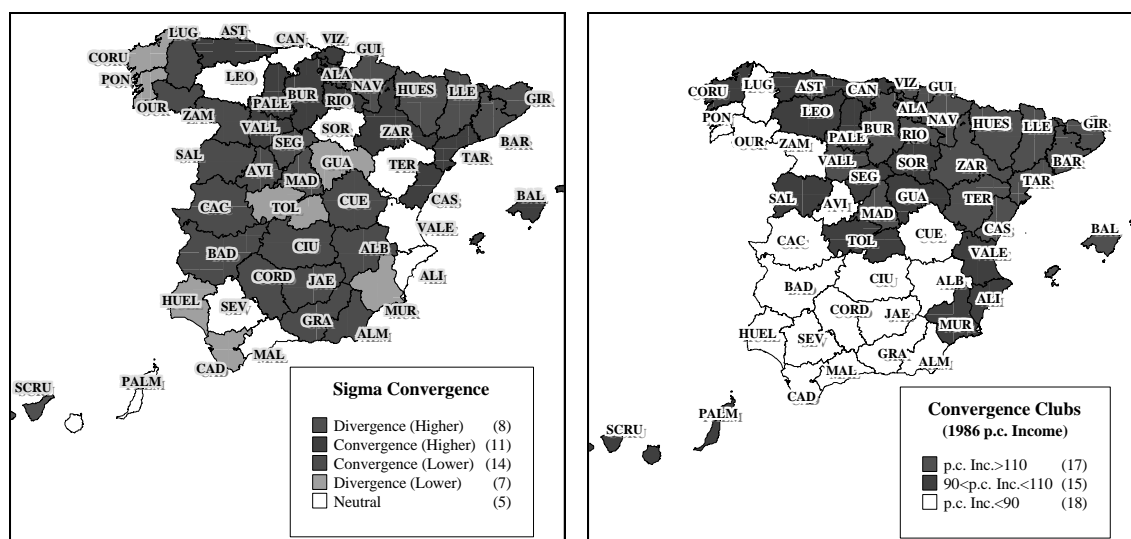 LUG AST CAN VIZ GUI
CORU
PON LEO ALA NAV HUES LLE GIR
OUR ZAM PALE BUR RIO
VALL SOR ZAR BAR
SAL SEG TAR
AVI GUA TER
MAD
CAC TOL CUE CAS BAL
VALE
BAD CIU ALB
CORD JAE ALI
HUEL SEV
GRA MUR
ALM
CAD MAL
SCRU PALM
Sigma Convergence
Divergence (Higher) (8)
Convergence (Higher) (11)
Convergence (Lower) (14)
Divergence (Lower) (7)
Neutral (5)
CORU LUG AST CAN VIZ GUI
PON LEO ALA NAV HUES LLE GIR
OUR PALE BUR RIO
ZAM VALL SOR ZAR BAR
SAL SEG TAR
AVI MAD GUA TER
CAC TOL CUE CAS BAL
VALE
BAD CIU ALB
CORD JAE ALI
HUEL SEV MUR
GRA ALM
CAD MAL
SCRU PALM
Convergence Clubs
(1986 p.c. Income)
p.c. Inc.>110 (17)
90<p.c. Inc.<110 (15)
p.c. Inc.<90 (18)